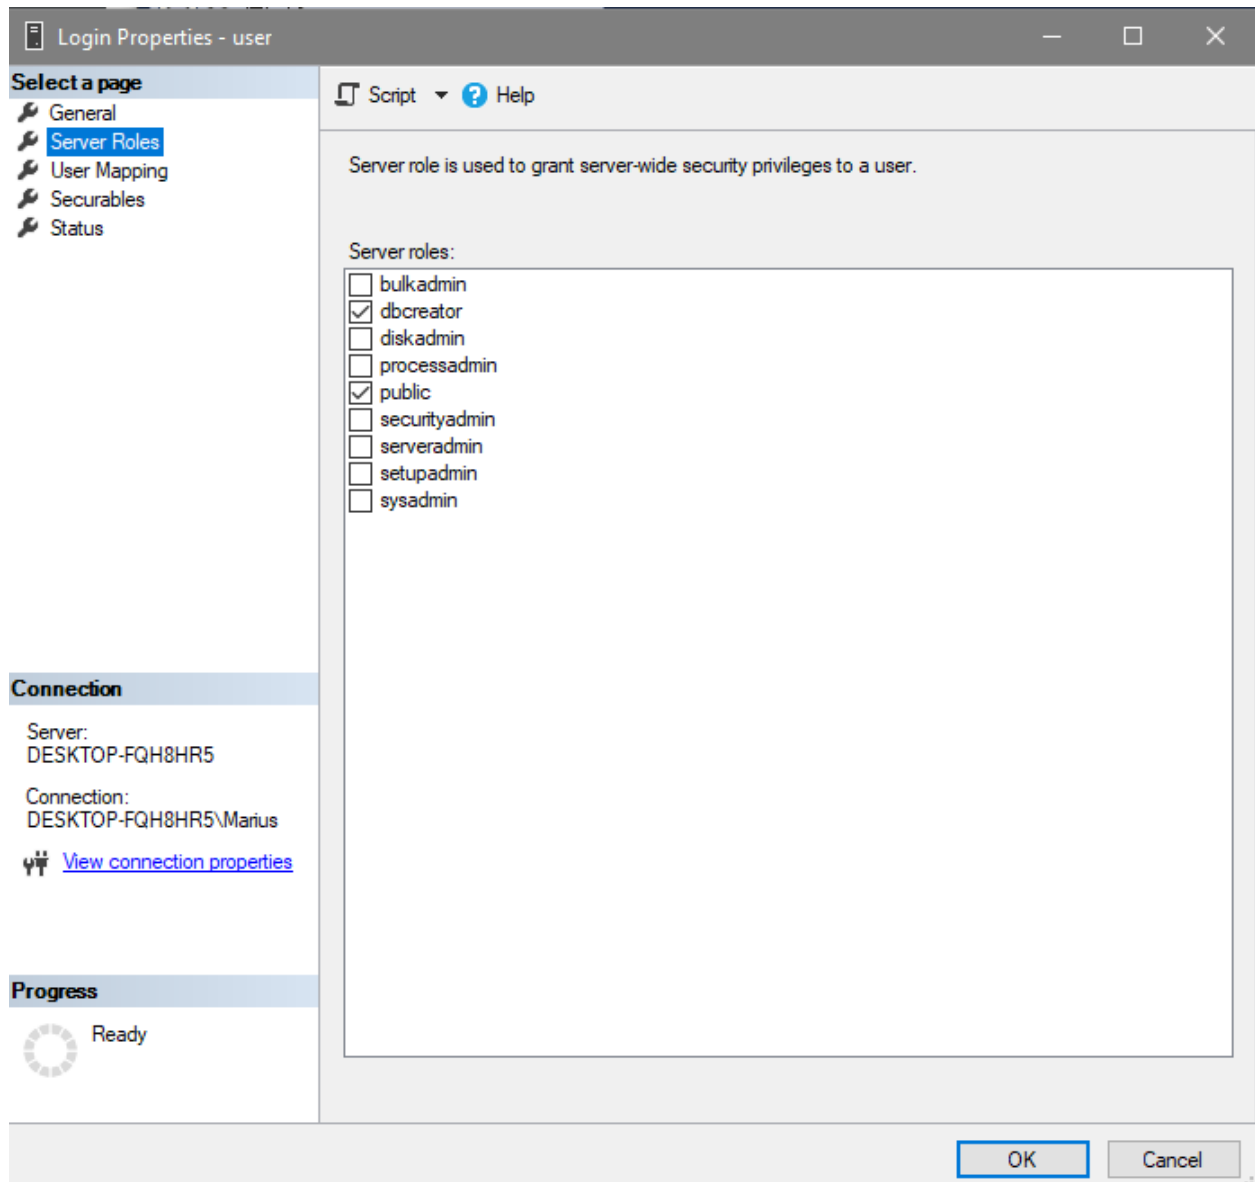 Login Properties - user
Select a page
General
Server Roles
User Mapping
Securables
Status
Script
Help
Server role is used to grant server-wide security privileges to a user.
Server roles:
bulkadmin
dbcreator
diskadmin
processadmin
public
securityadmin
serveradmin
setupadmin
sysadmin
Connection
Server:
DESKTOP-FQH8HR5
Connection:
DESKTOP-FQH8HR5\Marius
View connection properties
Progress
Ready
OK
Cancel